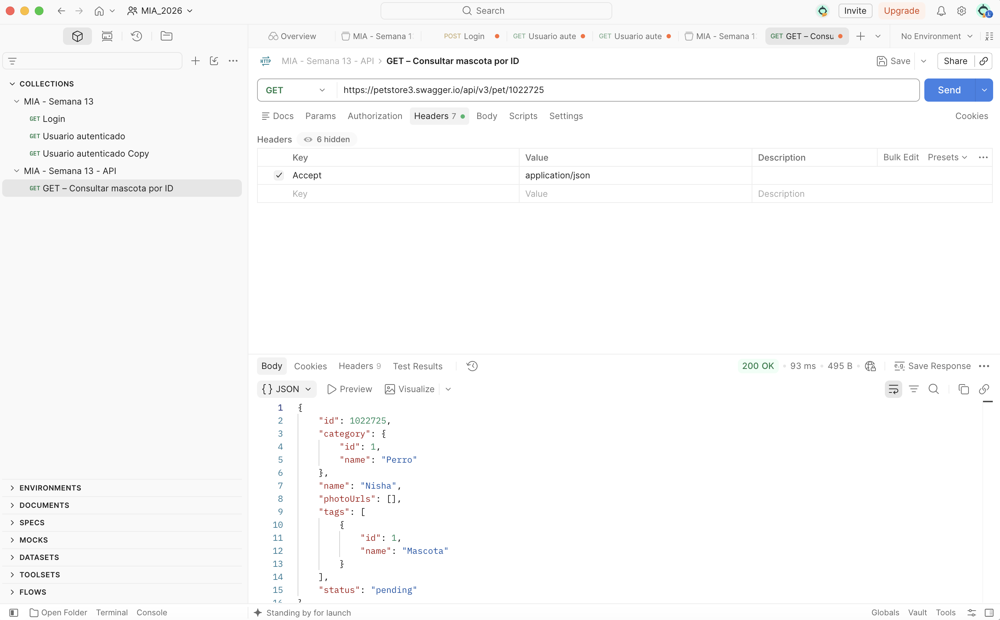 MIA_2026
Search
Invite
Upgrade
L
Overview
MIA - Semana 1
POST Login
GET Usuario aute
GET Usuario aute
MIA - Semana 1
GET GET – Consu
No Environment
HTTP MIA - Semana 13 - API > GET – Consultar mascota por ID
Save
Share
COLLECTIONS
MIA - Semana 13
GET Login
GET Usuario autenticado
GET Usuario autenticado Copy
MIA - Semana 13 - API
GET GET – Consultar mascota por ID
GET
https://petstore3.swagger.io/api/v3/pet/1022725
Send
Docs
Params
Authorization
Headers 7
Body
Scripts
Settings
Cookies
Headers
6 hidden
Key
Value
Description
Bulk Edit
Presets
Accept
application/json
Key
Value
Description
Body
Cookies
Headers 9
Test Results
200 OK
93 ms
495 B
e.g. Save Response
{} JSON
Preview
Visualize
1 {
2 "id": 1022725,
3 "category": {
4 "id": 1,
5 "name": "Perro"
6 },
7 "name": "Nisha",
8 "photoUrls": [],
9 "tags": [
10 {
11 "id": 1,
12 "name": "Mascota"
13 }
14 ],
15 "status": "pending"
16 }
ENVIRONMENTS
DOCUMENTS
SPECS
MOCKS
DATASETS
TOOLSETS
FLOWS
Open Folder
Terminal
Console
Standing by for launch
Globals
Vault
Tools